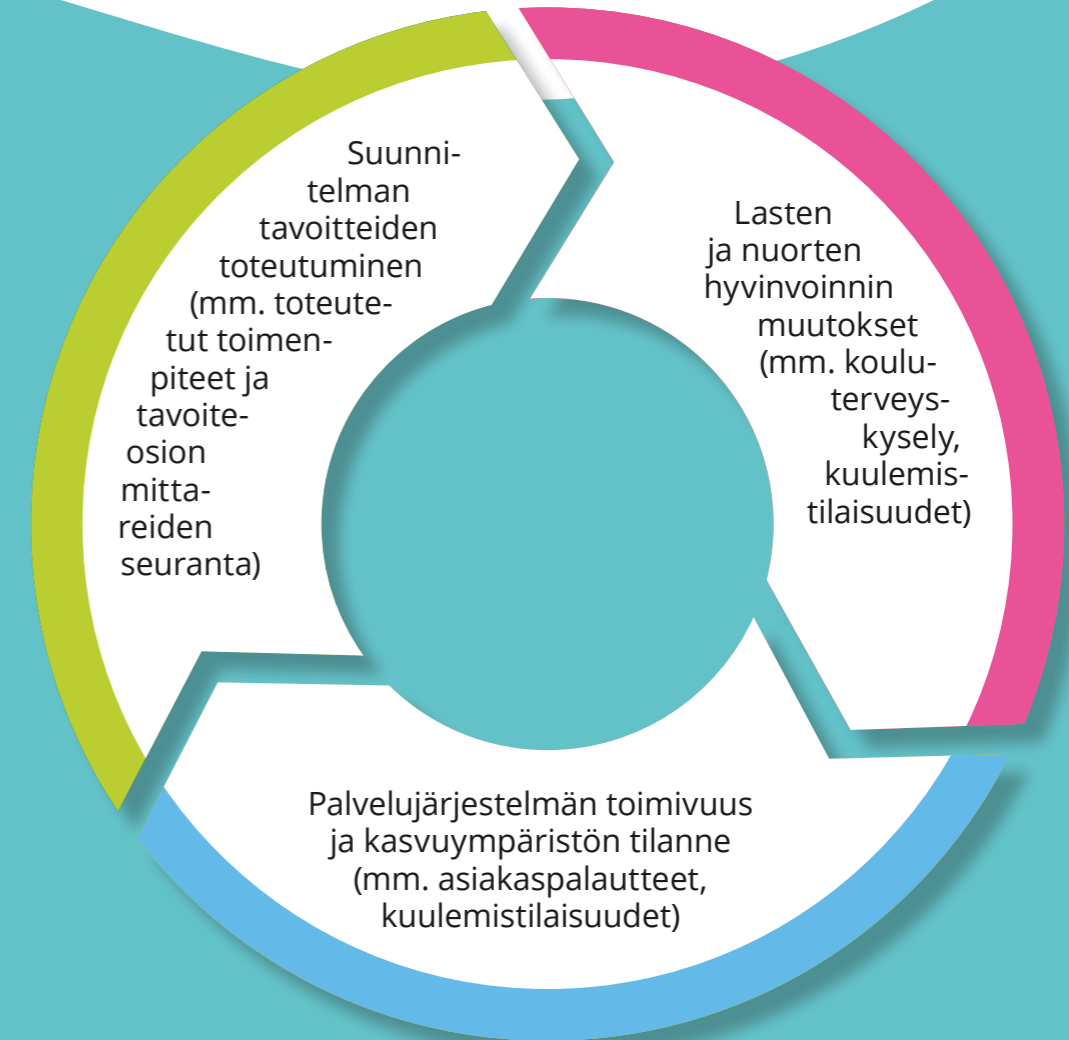 Suunni-
telman
tavoitteiden
toteutuminen
(mm. toteute-
tut toimen-
piteet ja
tavoite-
osion
mitta-
reiden
seuranta)
Lasten
ja nuorten
hyvinvoinnin
muutokset
(mm. koulu-
terveys-
kysely,
kuulemis-
tilaisuudet)
Palvelujärjestelmän toimivuus
ja kasvuympäristön tilanne
(mm. asiakaspalautteet,
kuulemistilaisuudet)